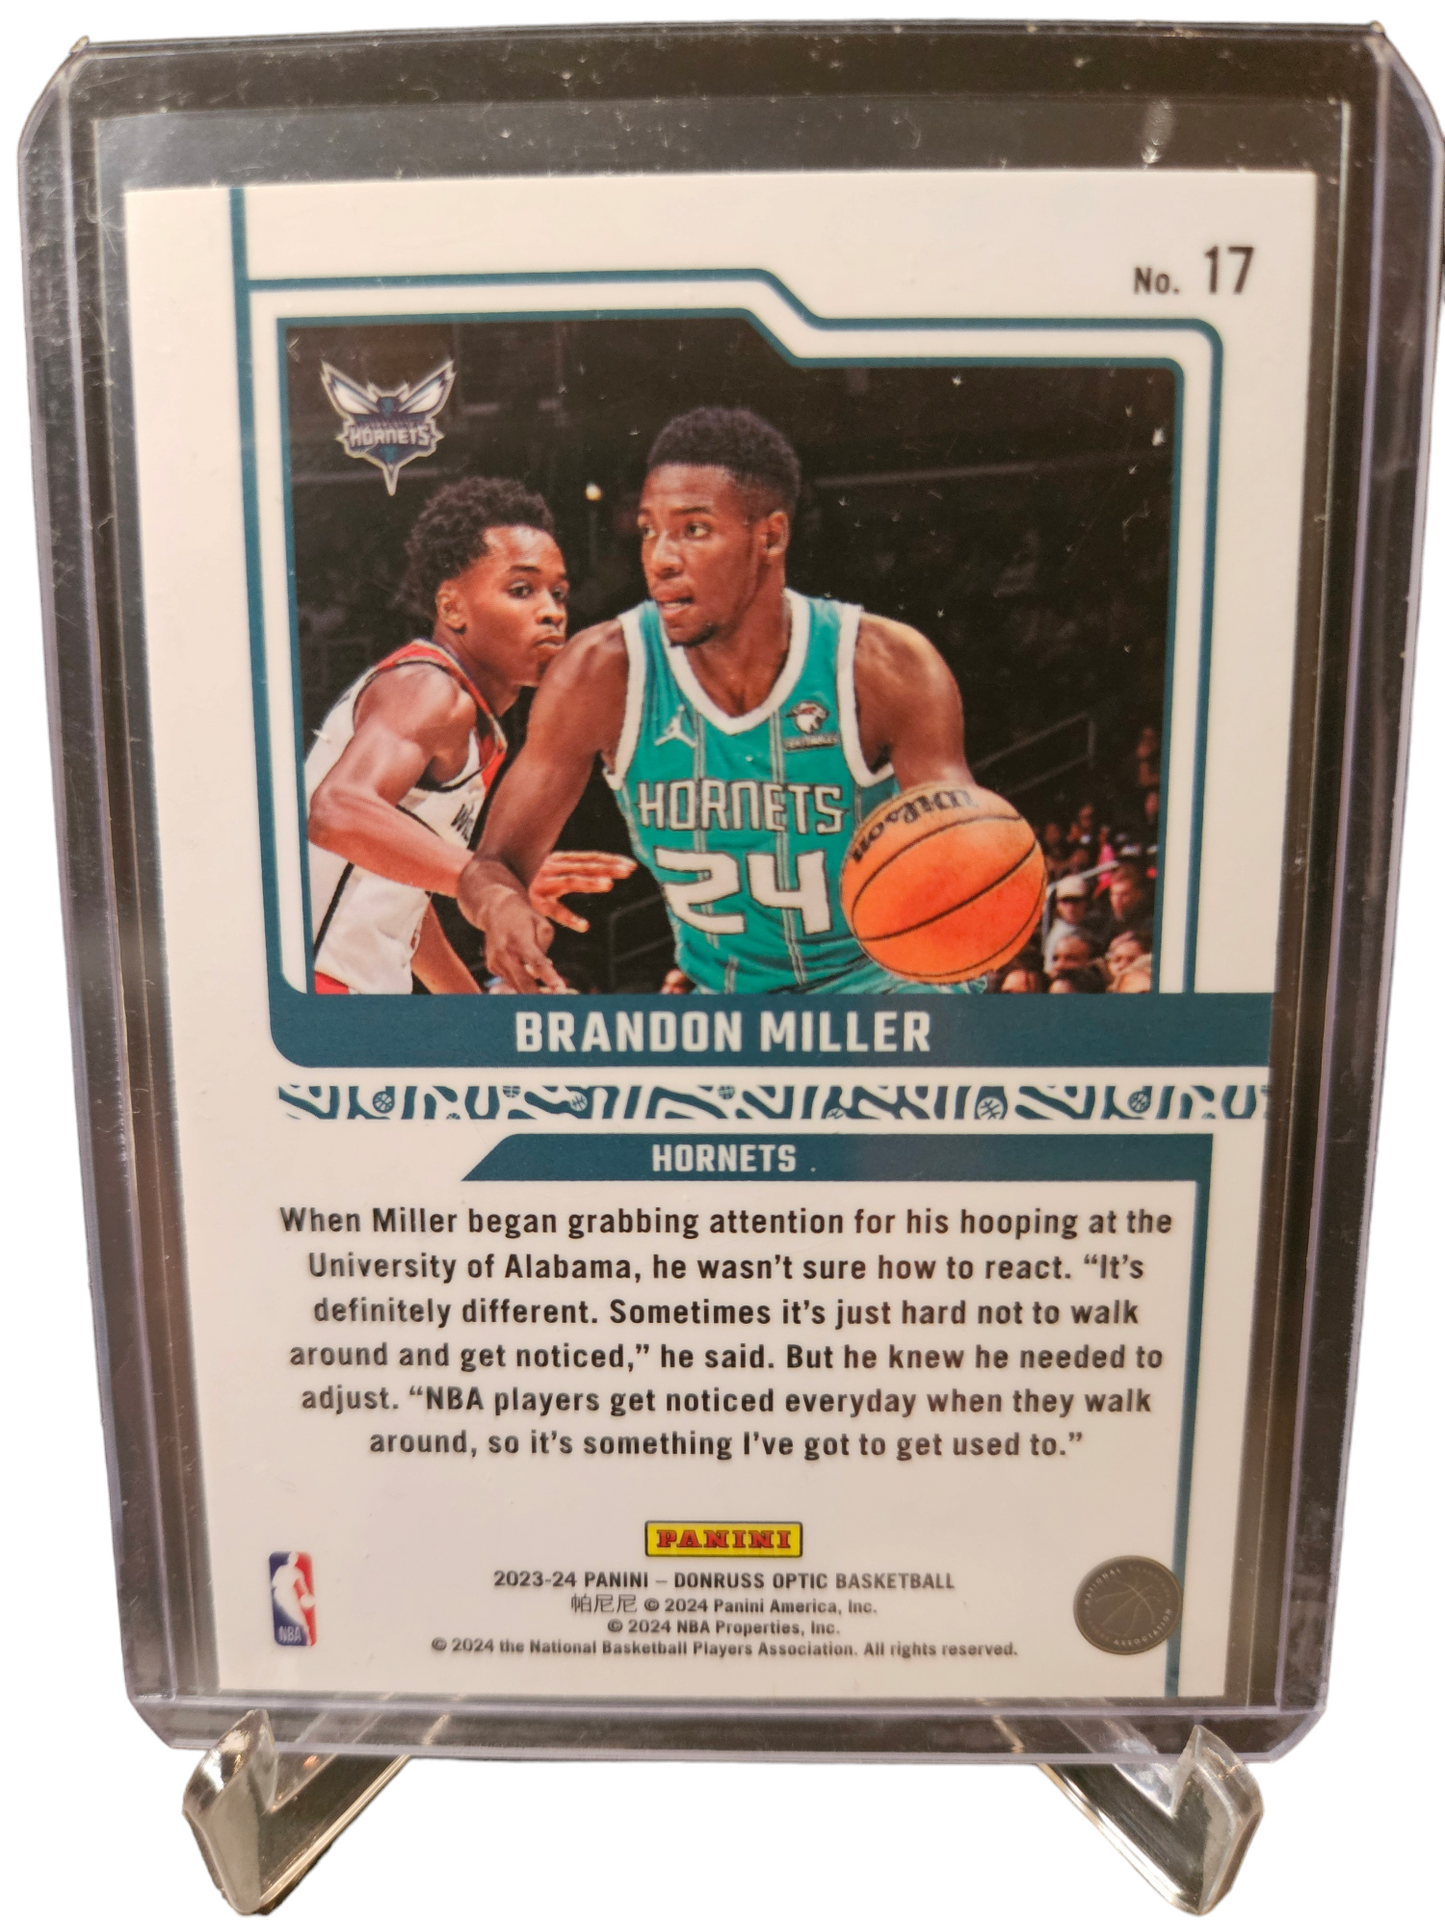 No. 17
HORNETS
Wilson
HORNETS
24
BRANDON MILLER
HORNETS
When Miller began grabbing attention for his hooping at the
University of Alabama, he wasn't sure how to react. “It's
definitely different. Sometimes it's just hard not to walk
around and get noticed,” he said. But he knew he needed to
adjust. “NBA players get noticed everyday when they walk
around, so it's something I've got to get used to.”
PANINI
2023-24 PANINI – DONRUSS OPTIC BASKETBALL
帕尼尼 © 2024 Panini America, Inc.
© 2024 NBA Properties, Inc.
© 2024 the National Basketball Players Association. All rights reserved.
NBA
NATIONAL
ASSOCIATION